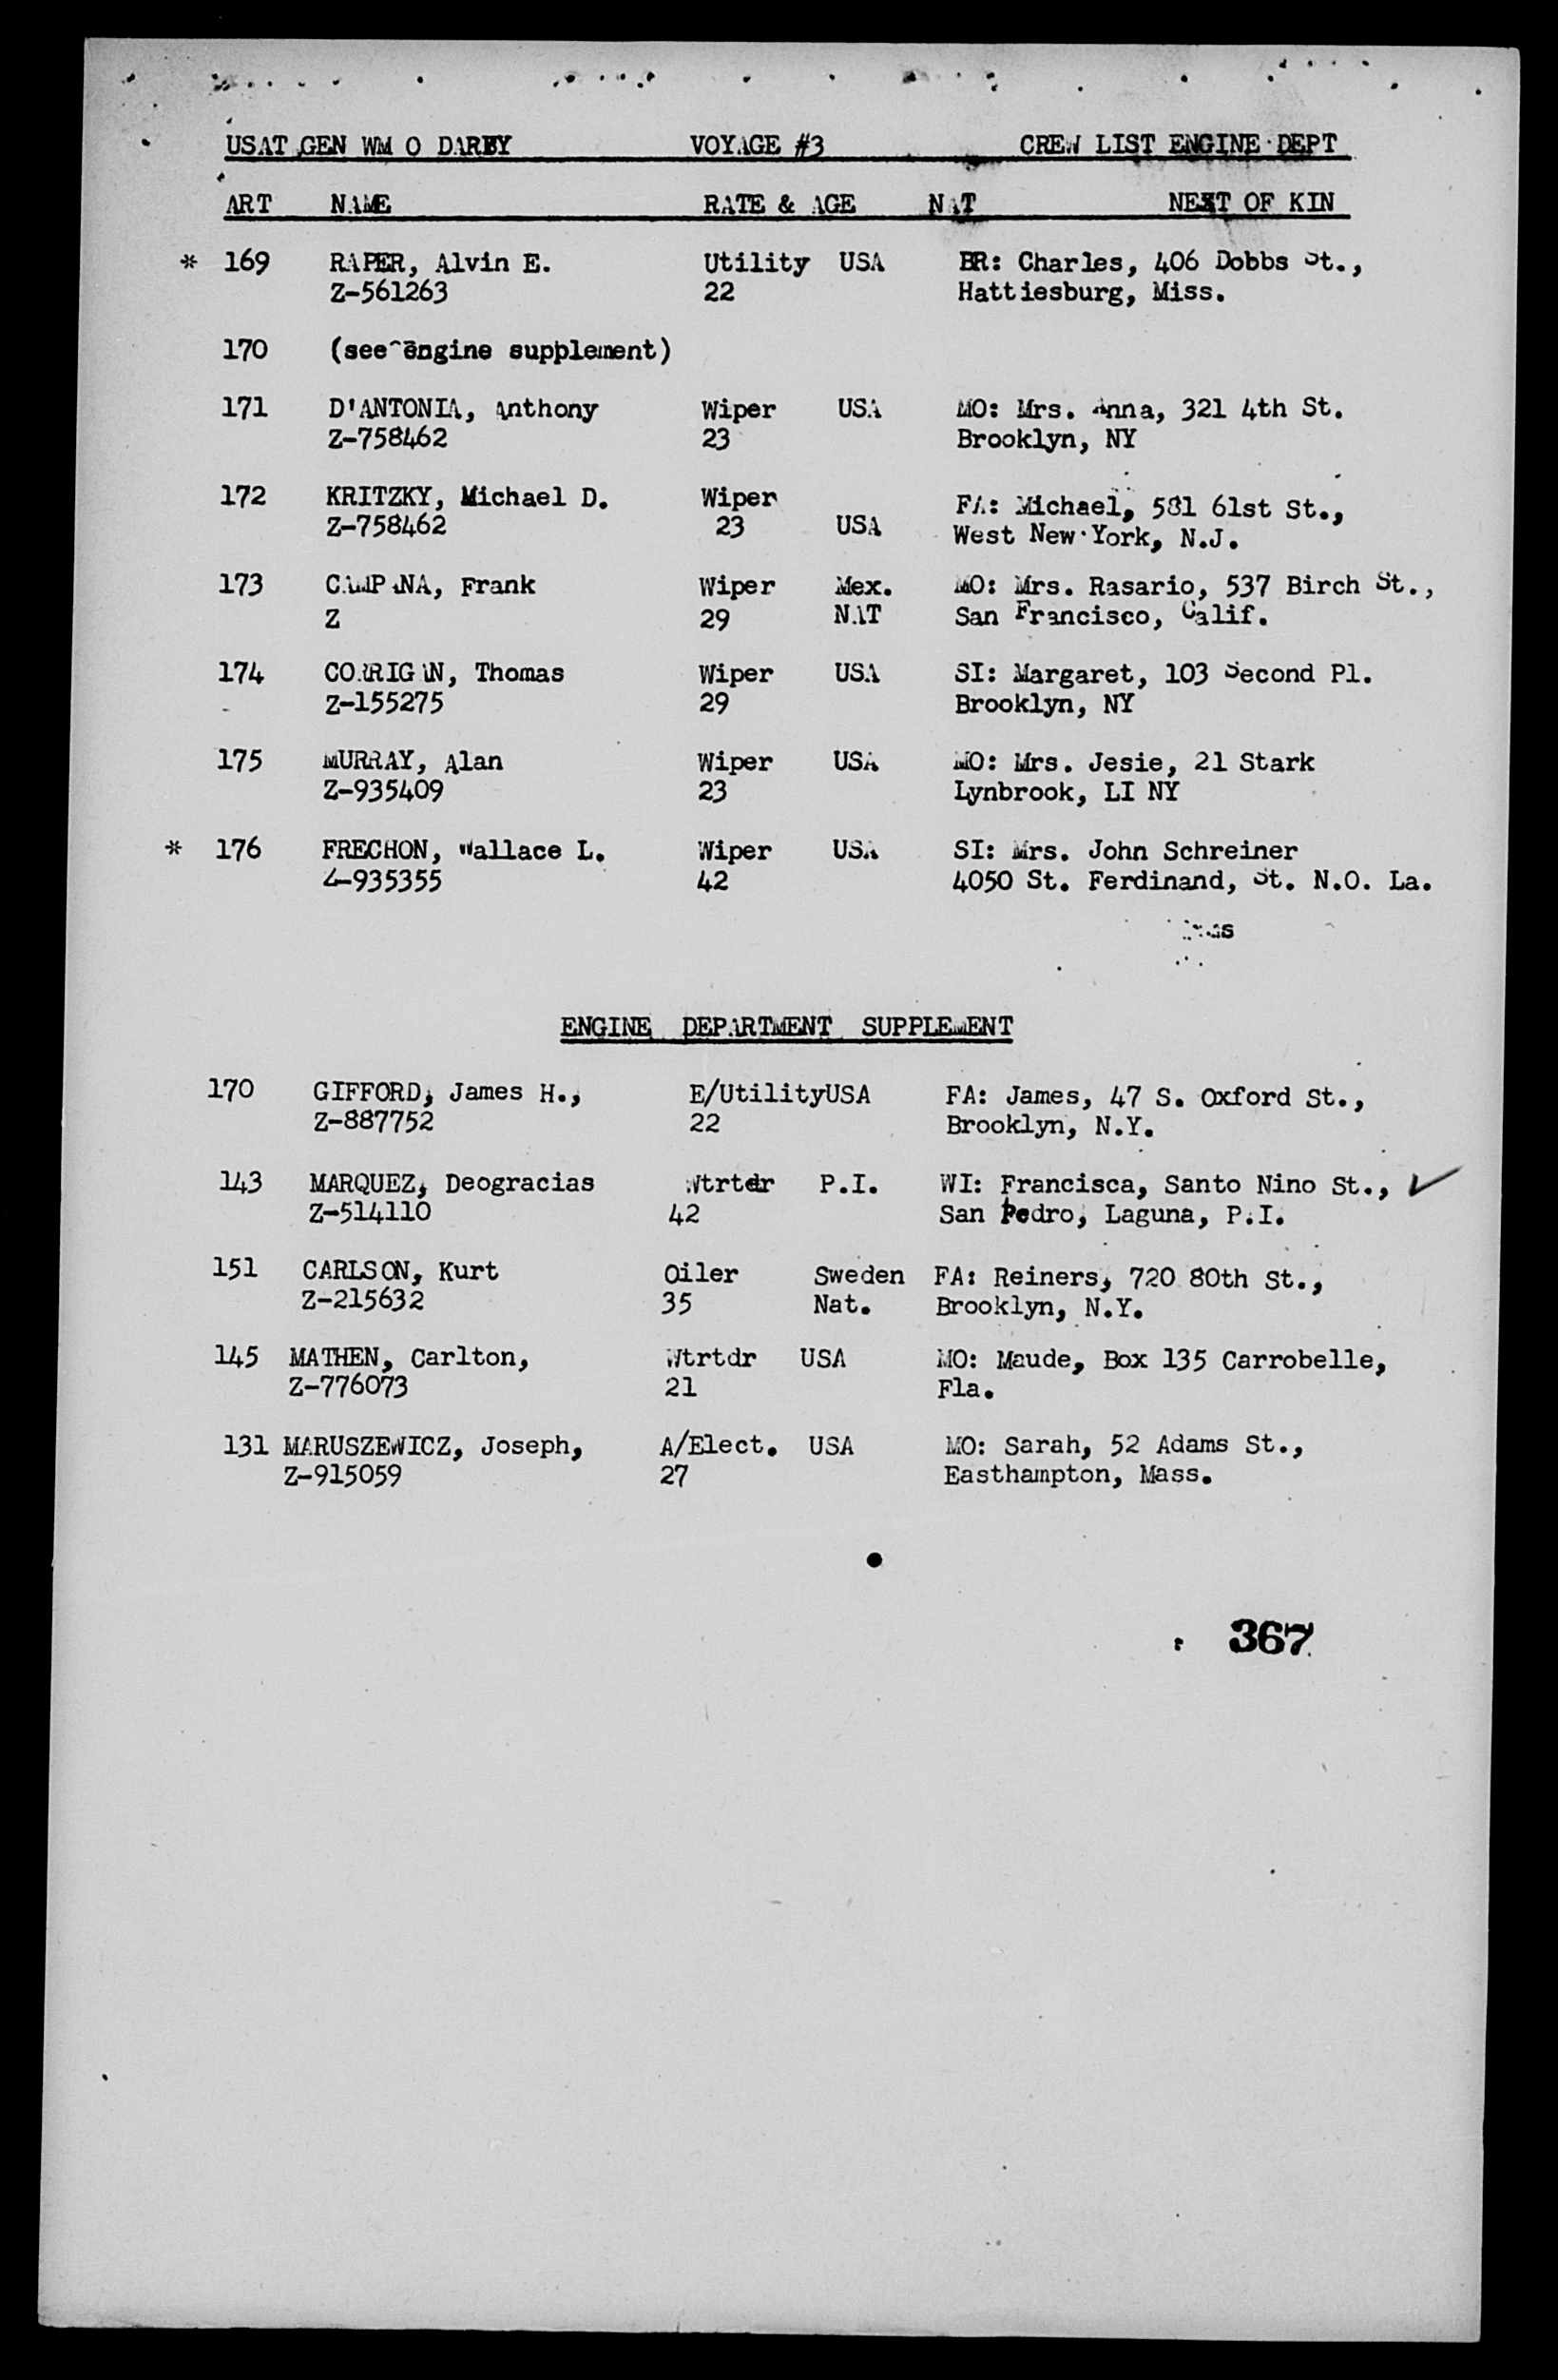 USAT GEN WM O DARBY VOYAGE #3 CREW LIST ENGINE DEPT
ART NAME RATE & AGE NAT NEXT OF KIN
* 169 RAPER, Alvin E. Utility USA BR: Charles, 406 Dobbs St.,
Z-561263 22 Hattiesburg, Miss.
170 (see engine supplement)
171 D'ANTONIA, Anthony Wiper USA MO: Mrs. Anna, 321 4th St.
Z-758462 23 Brooklyn, NY
172 KRITZKY, Michael D. Wiper FA: Michael, 581 61st St.,
Z-758462 23 USA West New York, N.J.
173 CAMPANA, Frank Wiper Mex. MO: Mrs. Rasario, 537 Birch St.,
Z 29 NAT San Francisco, Calif.
174 CORRIGAN, Thomas Wiper USA SI: Margaret, 103 Second Pl.
Z-155275 29 Brooklyn, NY
175 MURRAY, Alan Wiper USA MO: Mrs. Jesie, 21 Stark
Z-935409 23 Lynbrook, LI NY
* 176 FRECHON, Wallace L. Wiper USA SI: Mrs. John Schreiner
Z-935355 42 4050 St. Ferdinand, St. N.O. La.
ENGINE DEPARTMENT SUPPLEMENT
170 GIFFORD, James H., E/UtilityUSA FA: James, 47 S. Oxford St.,
Z-887752 22 Brooklyn, N.Y.
143 MARQUEZ, Deogracias Wtrtdr P.I. WI: Francisca, Santo Nino St., ✓
Z-514110 42 San Pedro, Laguna, P.I.
151 CARLSON, Kurt Oiler Sweden FA: Reiners, 720 80th St.,
Z-215632 35 Nat. Brooklyn, N.Y.
145 MATHEN, Carlton, Wtrtdr USA MO: Maude, Box 135 Carrobelle,
Z-776073 21 Fla.
131 MARUSZEWICZ, Joseph, A/Elect. USA MO: Sarah, 52 Adams St.,
Z-915059 27 Easthampton, Mass.
367